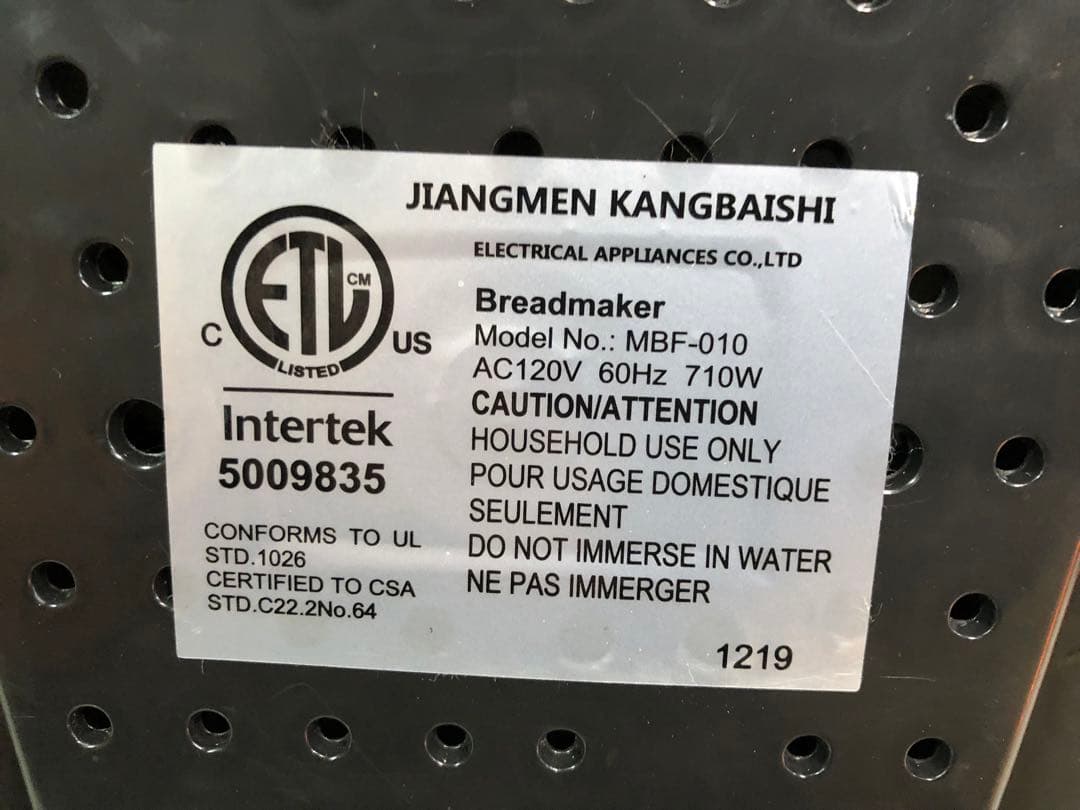 JIANGMEN KANGBAISHI
ELECTRICAL APPLIANCES CO.,LTD
Breadmaker
Model No.: MBF-010
AC120V 60Hz 710W
CAUTION/ATTENTION
HOUSEHOLD USE ONLY
POUR USAGE DOMESTIQUE
SEULEMENT
DO NOT IMMERSE IN WATER
NE PAS IMMERGER
1219
ETL CM
C US
LISTED
Intertek
5009835
CONFORMS TO UL
STD.1026
CERTIFIED TO CSA
STD.C22.2No.64